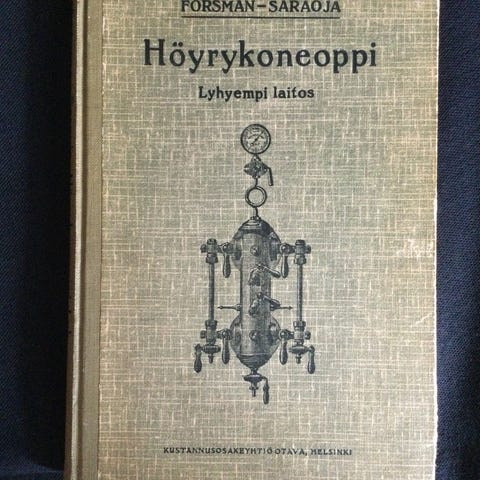 FORSMAN-SARAOJA
Höyrykoneoppi
Lyhyempi laitos
KUSTANNUSOSAKEYHTIÖ OTAVA, HELSINKI